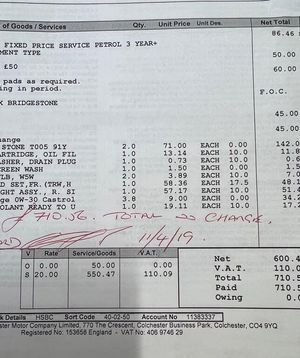 of Goods / Services Qty. Unit Price Unit Des. Net Total
86.46
FIXED PRICE SERVICE PETROL 3 YEAR+
MENT TYPE 50.00
£50 60.00
pads as required.
ing in period. F.O.C.
BRIDGESTONE
ange
STONE T005 91Y 2.0 71.00 EACH 0.00 142.0
ARTRIDGE, OIL FIL 1.0 13.14 EACH 10.0 11.8
ASHER, DRAIN PLUG 1.0 0.73 EACH 10.0 0.6
REEN WASH 1.0 1.50 EACH 0.00 1.5
LB, W5W 2.0 3.89 EACH 10.0 7.0
D SET,FR.(TRW,H 1.0 58.36 EACH 17.5 48.1
GHT ASSY., R. SI 1.0 57.17 EACH 10.0 51.4
ge 0W-30 Castrol 3.8 9.00 EACH 0.00 34.2
OLANT READY TO U 1.0 19.11 EACH 10.0 17.2
£710.56. TOTAL NO CHARGE.
11/4/19.
V Rate Service/Goods V.A.T.
O 0.00 50.00 0.00
S 20.00 550.47 110.09
Net 600.4
V.A.T. 110.0
Total 710.5
Paid 710.5
Owing 0.0
k Details HSBC Sort Code 40-02-50 Account No 11383337
ster Motor Company Limited, 770 The Crescent, Colchester Business Park, Colchester, CO4 9YQ
Registered No: 153658 England - VAT No: 406 9746 29